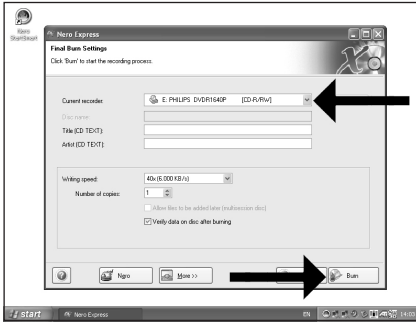 Nero
StartSmart
Nero Express
Final Burn Settings
Click 'Burn' to start the recording process.
Current recorder: E: PHILIPS DVDR1640P [CD-R/RW]
Disc name:
Title (CD TEXT):
Artist (CD TEXT):
Writing speed: 40x (6.000 KB/s)
Number of copies: 1
Allow files to be added later (multisession disc)
Verify data on disc after burning
Nero
More >>
Burn
start
Nero Express
EN
14:03